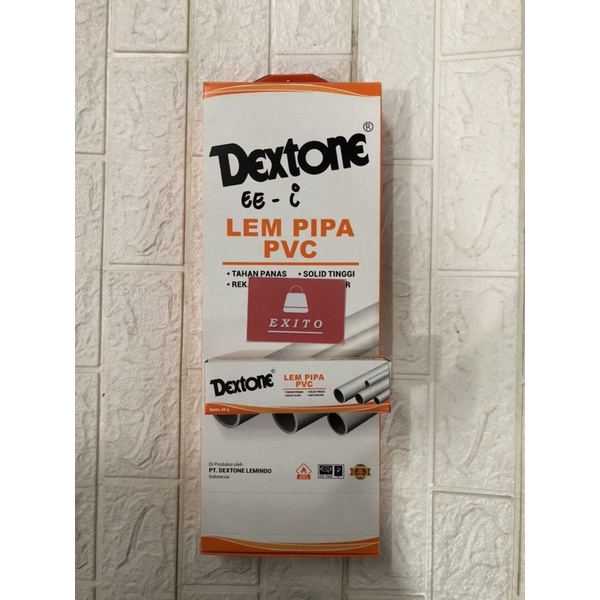 Dextone®
EE - i
LEM PIPA
PVC
• TAHAN PANAS • SOLID TINGGI
• REK
EXITO
Dextone
LEM PIPA
PVC
Di Produksi oleh :
PT. DEXTONE LEMINDO
Indonesia